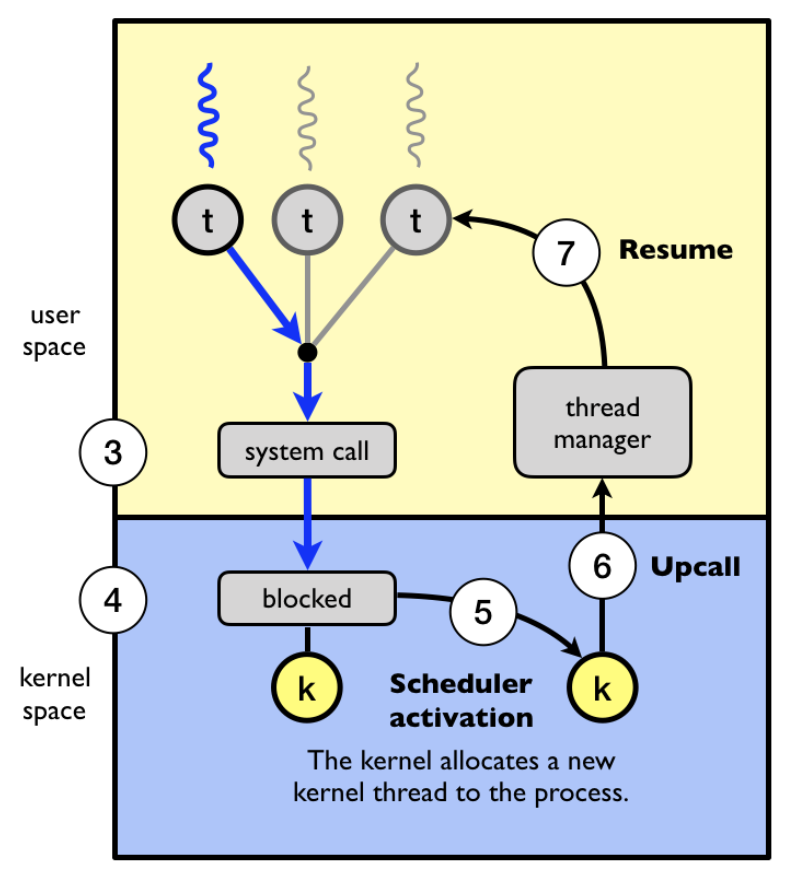 t t t
7 Resume
user
space
thread
manager
3
system call
6 Upcall
4
blocked
5
kernel
space
k
Scheduler
activation
k
The kernel allocates a new
kernel thread to the process.